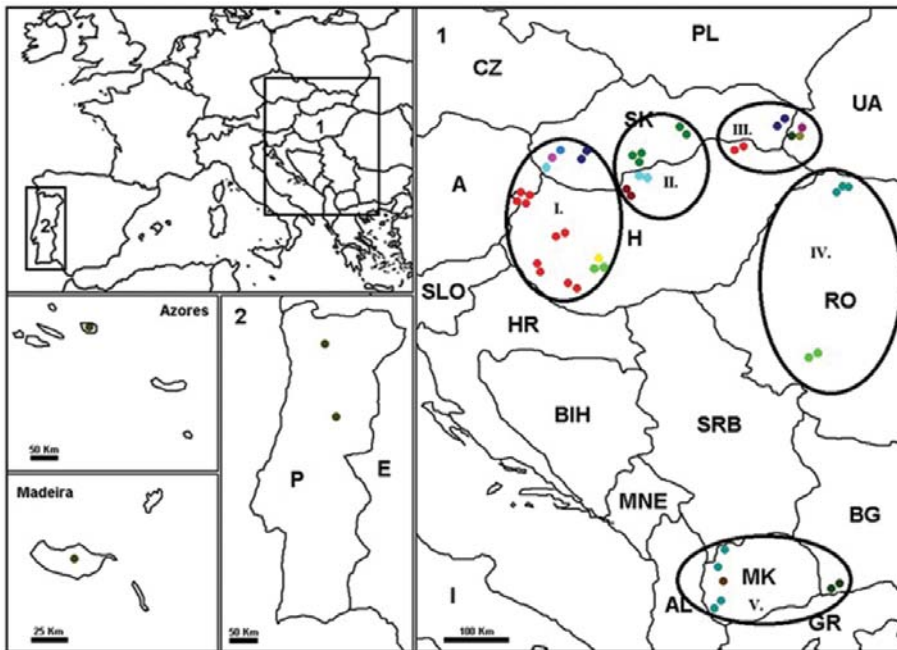 1
2
Azores
50 Km
Madeira
25 Km
2
P
E
50 Km
1
PL
CZ
UA
SK
III.
A
II.
I.
H
IV.
SLO
RO
HR
BIH
SRB
MNE
BG
MK
I
AL
V.
GR
100 Km